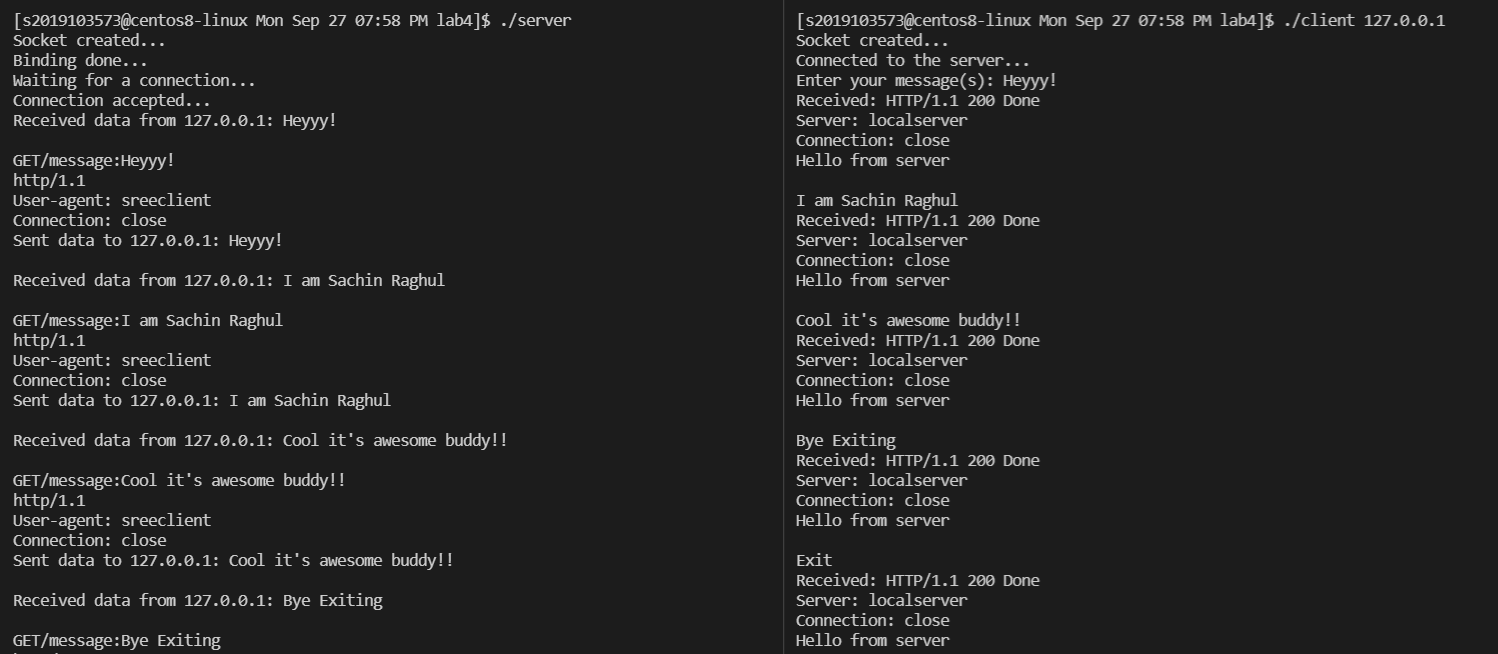 [s2019103573@centos8-linux Mon Sep 27 07:58 PM lab4]$ ./server
Socket created...
Binding done...
Waiting for a connection...
Connection accepted...
Received data from 127.0.0.1: Heyyy!
GET/message:Heyyy!
http/1.1
User-agent: sreeclient
Connection: close
Sent data to 127.0.0.1: Heyyy!
Received data from 127.0.0.1: I am Sachin Raghul
GET/message:I am Sachin Raghul
http/1.1
User-agent: sreeclient
Connection: close
Sent data to 127.0.0.1: I am Sachin Raghul
Received data from 127.0.0.1: Cool it's awesome buddy!!
GET/message:Cool it's awesome buddy!!
http/1.1
User-agent: sreeclient
Connection: close
Sent data to 127.0.0.1: Cool it's awesome buddy!!
Received data from 127.0.0.1: Bye Exiting
GET/message:Bye Exiting
[s2019103573@centos8-linux Mon Sep 27 07:58 PM lab4]$ ./client 127.0.0.1
Socket created...
Connected to the server...
Enter your message(s): Heyyy!
Received: HTTP/1.1 200 Done
Server: localserver
Connection: close
Hello from server
I am Sachin Raghul
Received: HTTP/1.1 200 Done
Server: localserver
Connection: close
Hello from server
Cool it's awesome buddy!!
Received: HTTP/1.1 200 Done
Server: localserver
Connection: close
Hello from server
Bye Exiting
Received: HTTP/1.1 200 Done
Server: localserver
Connection: close
Hello from server
Exit
Received: HTTP/1.1 200 Done
Server: localserver
Connection: close
Hello from server